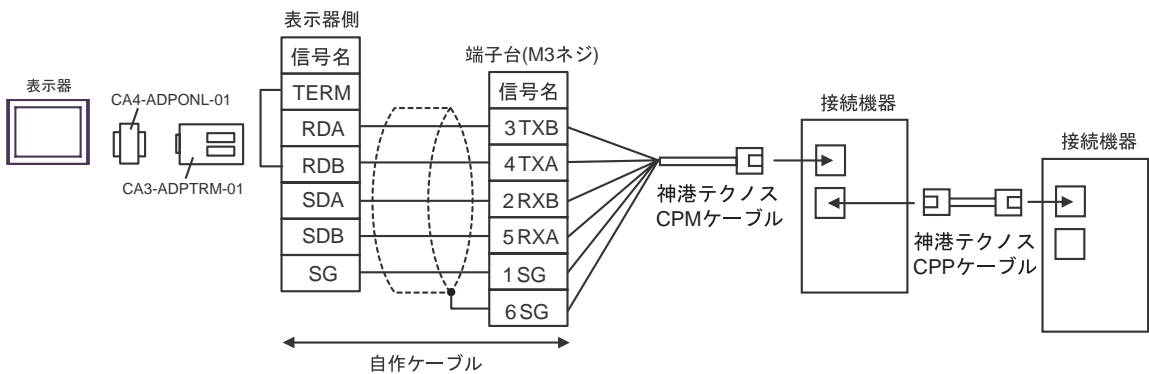 表示器
CA4-ADPONL-01
CA3-ADPTRM-01
表示器側
信号名
TERM
RDA
RDB
SDA
SDB
SG
端子台(M3ネジ)
信号名
3 TXB
4 TXA
2 RXB
5 RXA
1 SG
6 SG
自作ケーブル
神港テクノス
CPMケーブル
接続機器
神港テクノス
CPPケーブル
接続機器